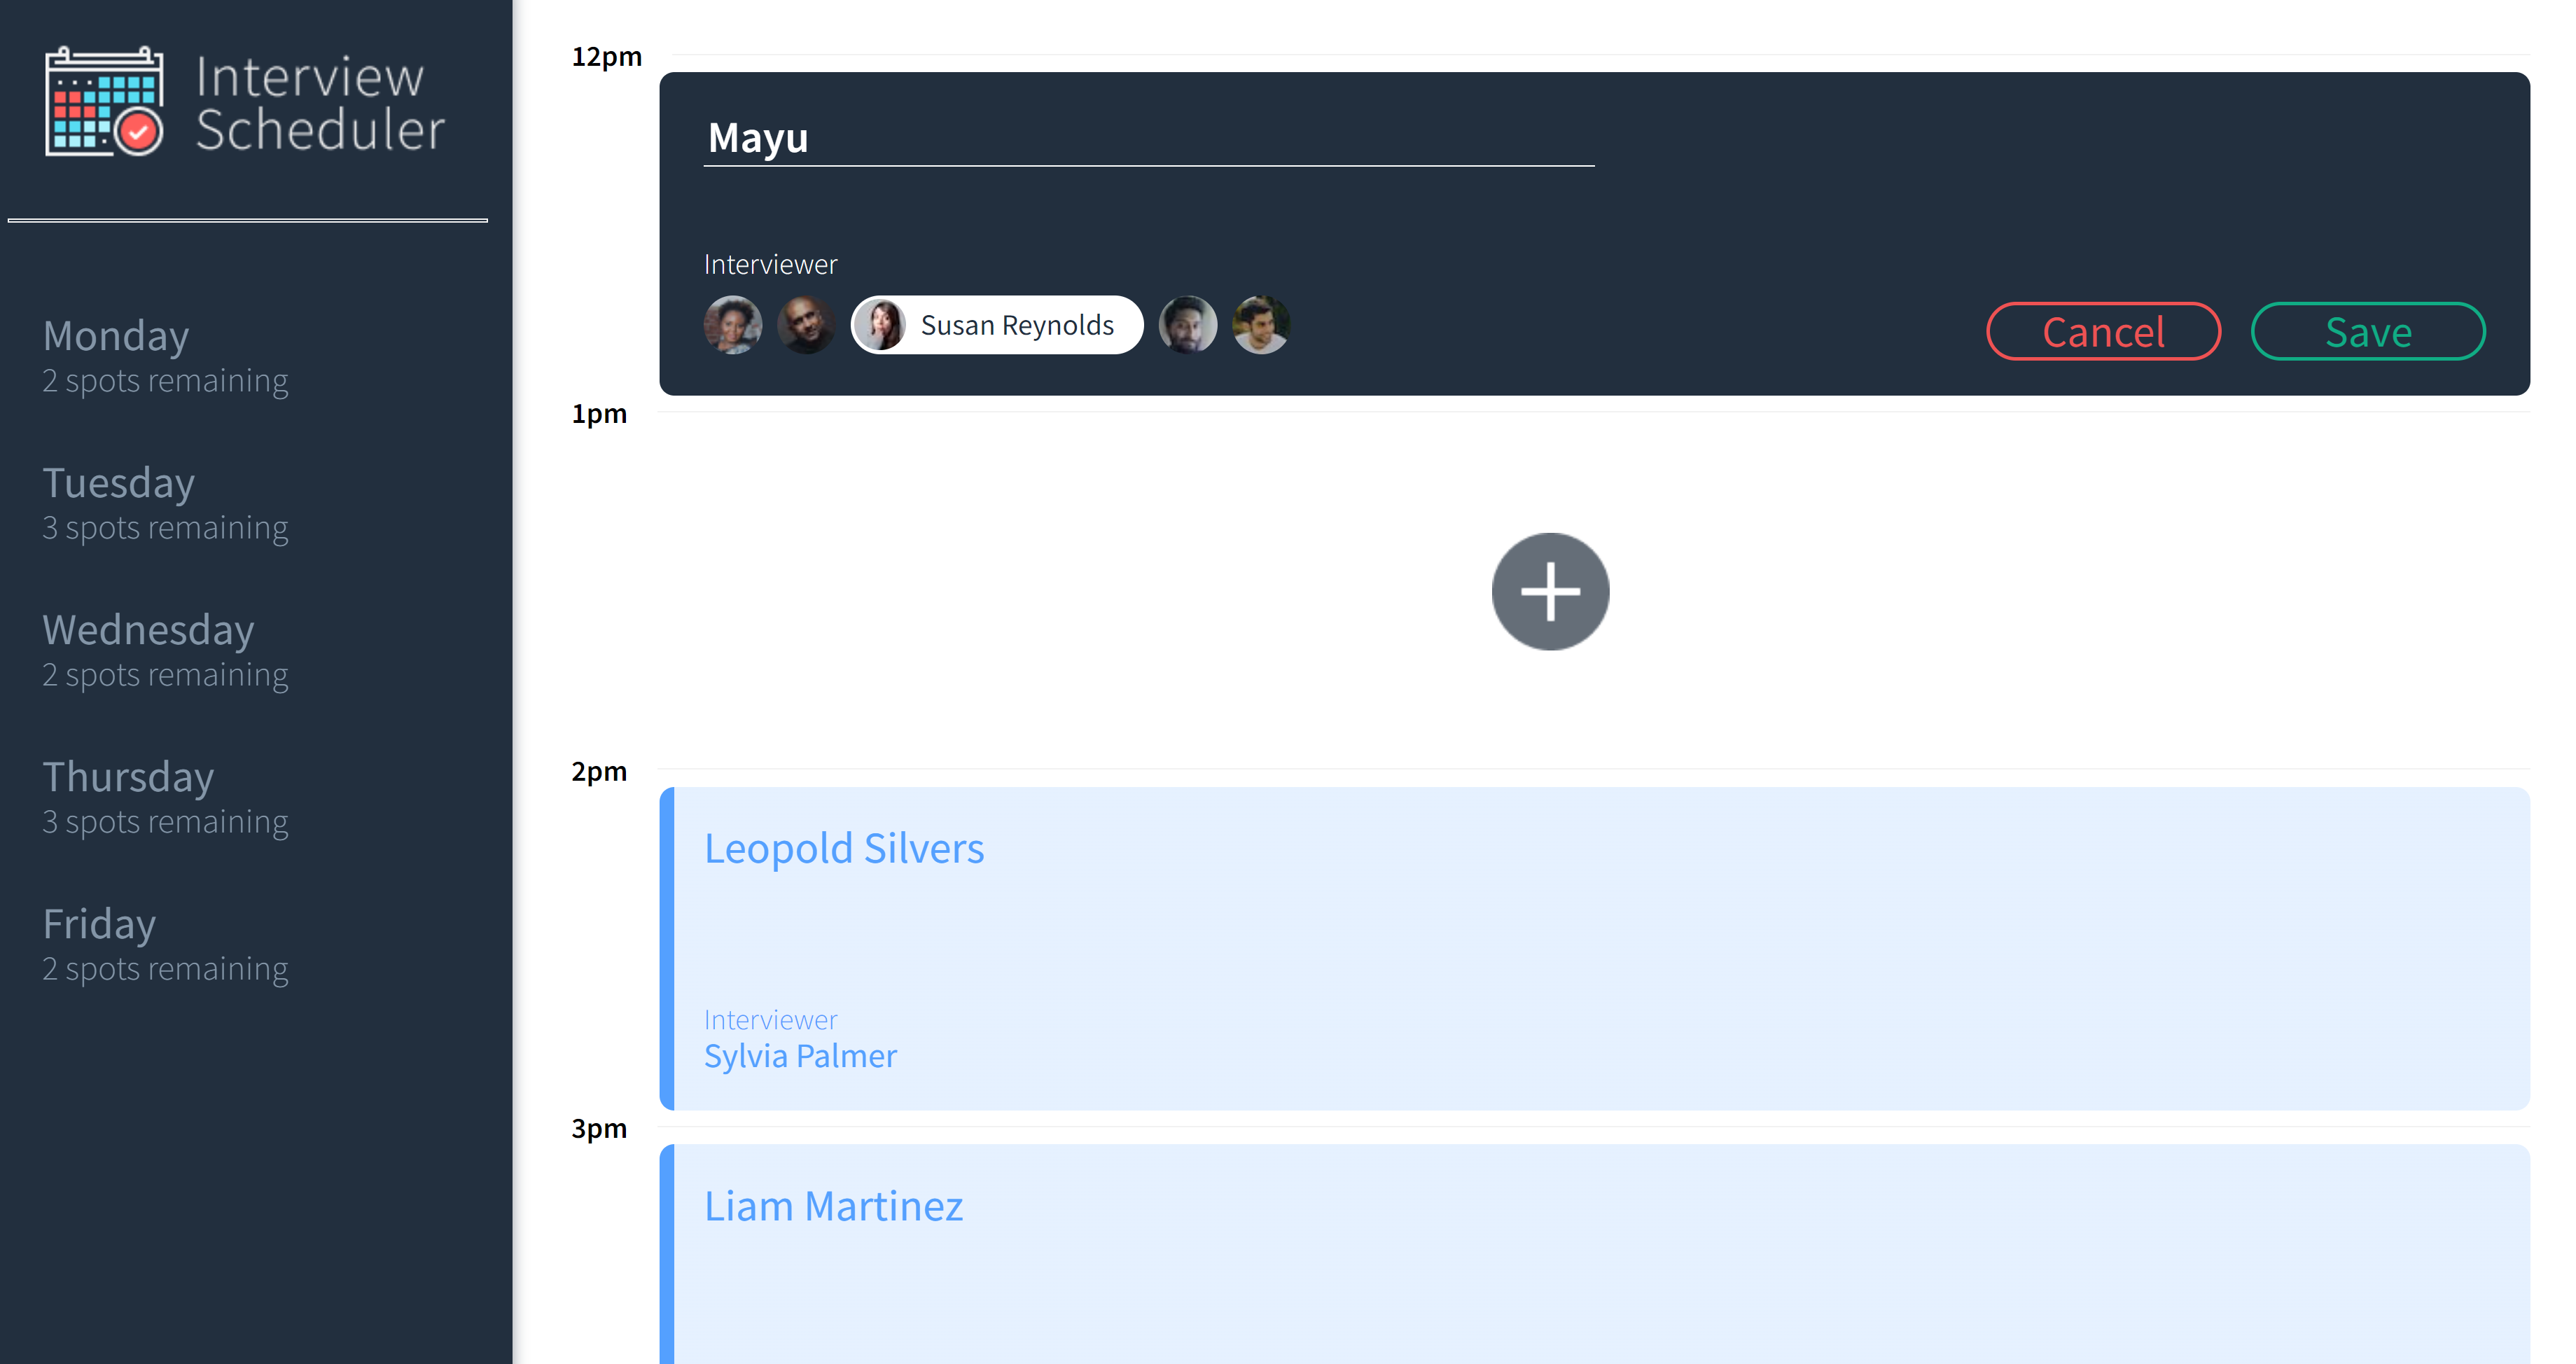 Interview
Scheduler
Monday
2 spots remaining
Tuesday
3 spots remaining
Wednesday
2 spots remaining
Thursday
3 spots remaining
Friday
2 spots remaining
12pm
Mayu
Interviewer
Susan Reynolds
Cancel
Save
1pm
2pm
Leopold Silvers
Interviewer
Sylvia Palmer
3pm
Liam Martinez